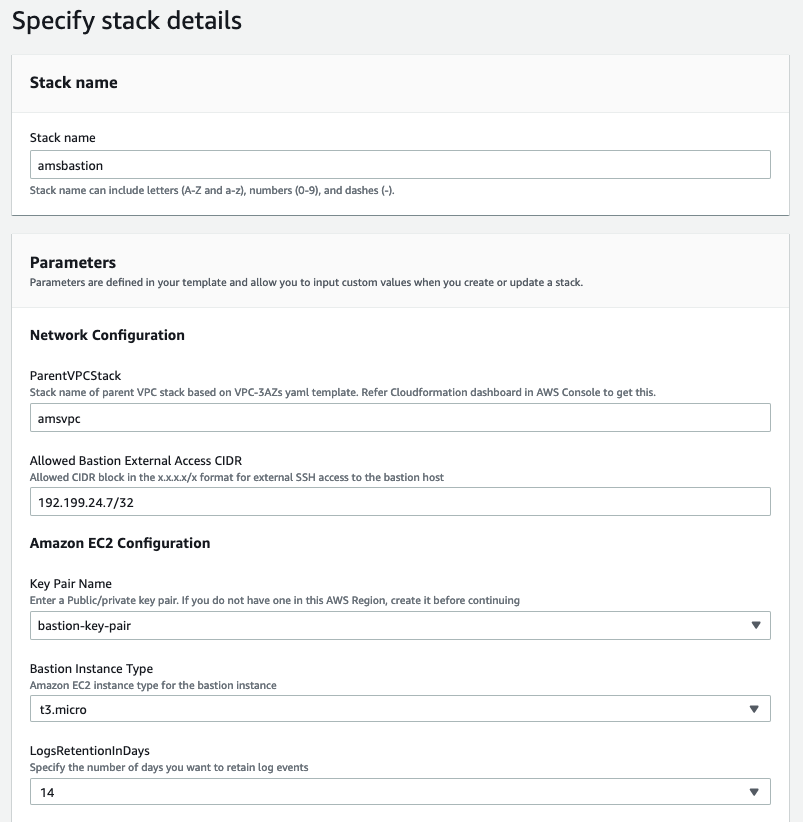 Specify stack details
Stack name
Stack name
amsbastion
Stack name can include letters (A-Z and a-z), numbers (0-9), and dashes (-).
Parameters
Parameters are defined in your template and allow you to input custom values when you create or update a stack.
Network Configuration
ParentVPCStack
Stack name of parent VPC stack based on VPC-3AZs yaml template. Refer Cloudformation dashboard in AWS Console to get this.
amsvpc
Allowed Bastion External Access CIDR
Allowed CIDR block in the x.x.x.x/x format for external SSH access to the bastion host
192.199.24.7/32
Amazon EC2 Configuration
Key Pair Name
Enter a Public/private key pair. If you do not have one in this AWS Region, create it before continuing
bastion-key-pair
Bastion Instance Type
Amazon EC2 instance type for the bastion instance
t3.micro
LogsRetentionInDays
Specify the number of days you want to retain log events
14